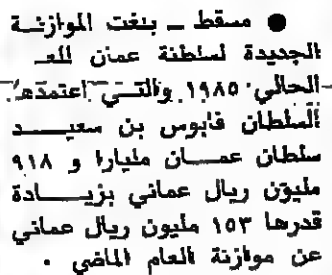 ● مسقط ـ بلغت الموازنة
الجديدة لسلطنة عمان للعـ
الحالي ١٩٨٥ والتي اعتمدها
السلطان قابوس بن سعيد
سلطان عمان مليارا و ٩١٨
مليون ريال عماني بزيادة
قدرها ١٥٣ مليون ريال عماني
عن موازنة العام الماضي .